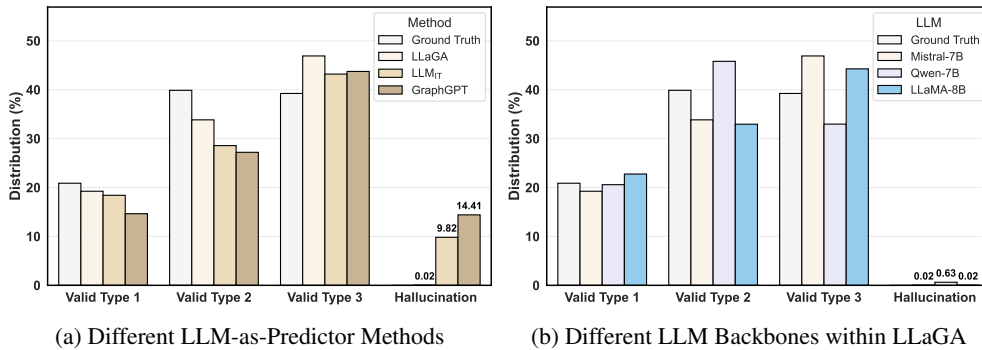 Distribution (%)
50
40
30
20
10
0
Method
Ground Truth
LLaGA
LLM_IT
GraphGPT
0.02
9.82
14.41
Valid Type 1
Valid Type 2
Valid Type 3
Hallucination
(a) Different LLM-as-Predictor Methods
Distribution (%)
50
40
30
20
10
0
LLM
Ground Truth
Mistral-7B
Qwen-7B
LLaMA-8B
0.02 0.63 0.02
Valid Type 1
Valid Type 2
Valid Type 3
Hallucination
(b) Different LLM Backbones within LLaGA